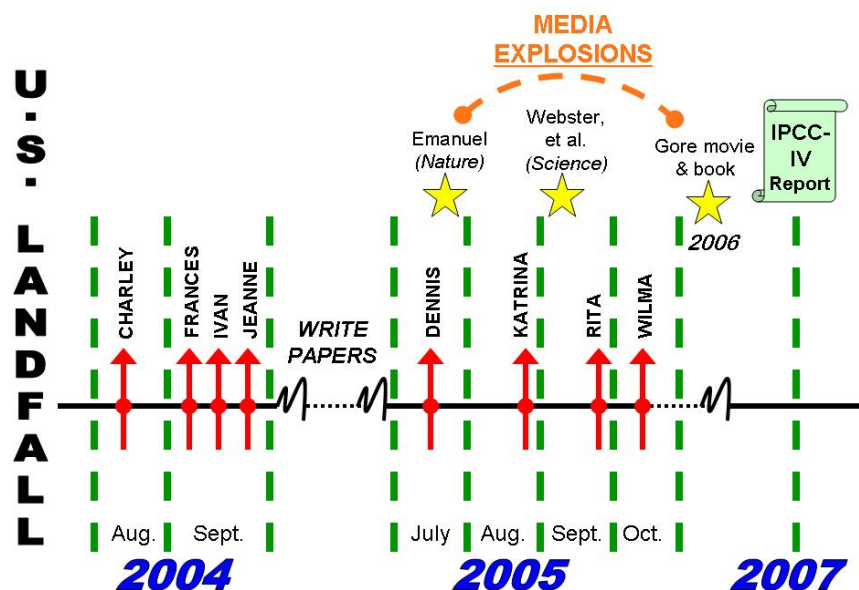 U.S. LANDFALL
MEDIA
EXPLOSIONS
Emanuel
(Nature)
Webster,
et al.
(Science)
Gore movie
& book
2006
IPCC-
IV
Report
CHARLEY
FRANCES
IVAN
JEANNE
WRITE
PAPERS
DENNIS
KATRINA
RITA
WILMA
Aug.
Sept.
July
Aug.
Sept.
Oct.
2004
2005
2007